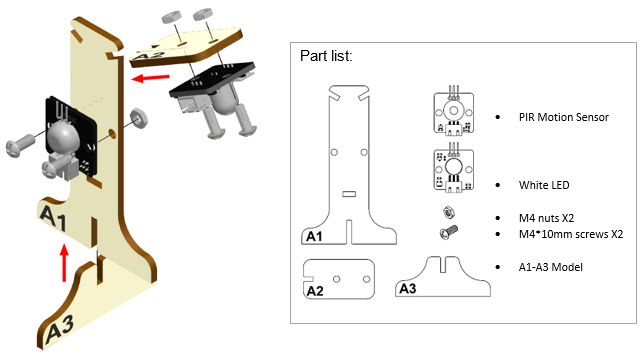 A2
A1
A3
Part list:
PIR Motion Sensor
White LED
M4 nuts X2
M4*10mm screws X2
A1
A1-A3 Model
A2
A3